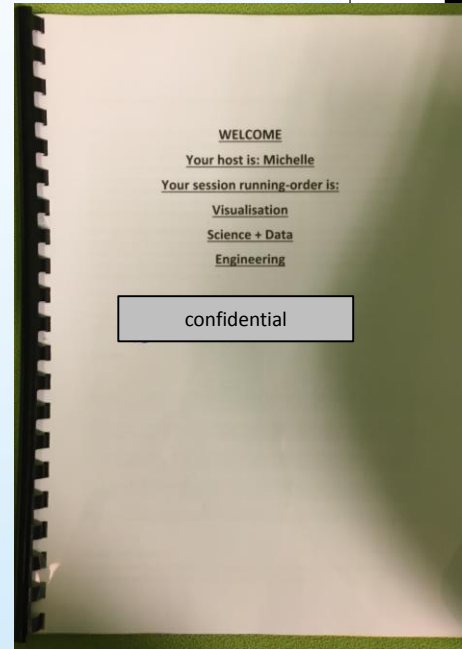 WELCOME
Your host is: Michelle
Your session running-order is:
Visualisation
Science + Data
Engineering
confidential